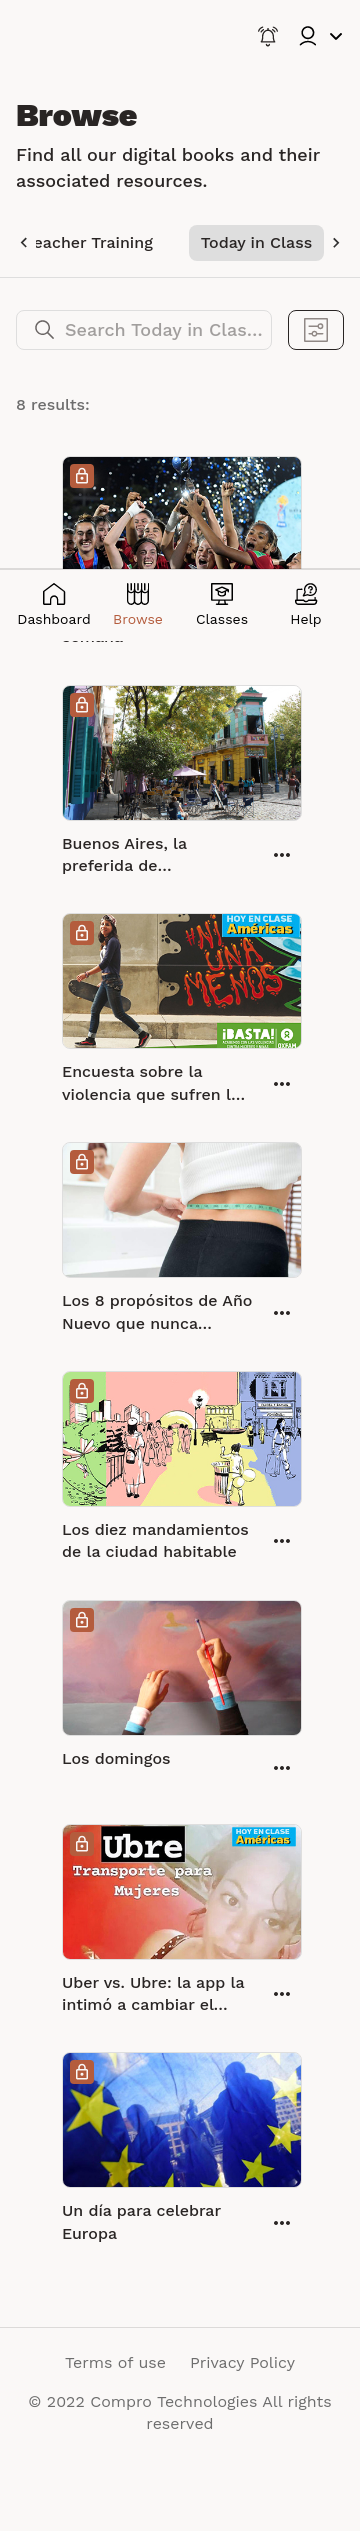 Browse
Find all our digital books and their
associated resources.
eacher Training
Today in Class
Search Today in Clas...
8 results:
Dashboard
Browse
Classes
Help
semana
Buenos Aires, la
preferida de...
HOY EN CLASE
Américas
¡NI
UNA
MENOS
¡BASTA!
OXFAM
Encuesta sobre la
violencia que sufren l...
Los 8 propósitos de Año
Nuevo que nunca...
Los diez mandamientos
de la ciudad habitable
Los domingos
HOY EN CLASE
Américas
Ubre
Transporte para
Mujeres
Uber vs. Ubre: la app la
intimó a cambiar el...
Un día para celebrar
Europa
Terms of use
Privacy Policy
© 2022 Compro Technologies All rights
reserved